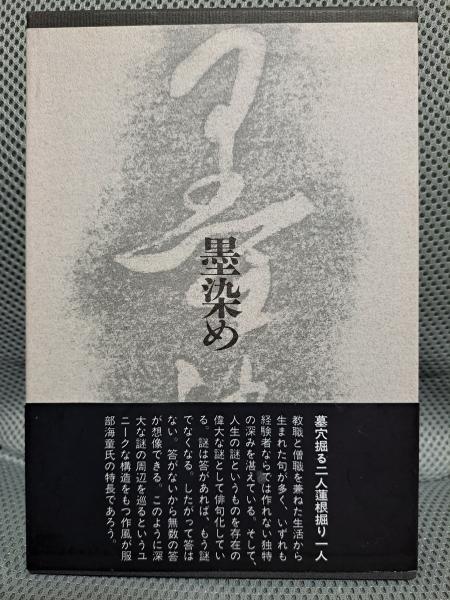 墨染め
墓穴掘る二人蓮根掘り一人
教職と僧職を兼ねた生活から
生まれた句が多く、いずれも
経験者ならでは作れない独特
の深みを湛えている。そして、
人生の謎というものを存在の
偉大な謎として俳句化してい
る。謎は答があれば、もう謎
でなくなる。したがって答は
ない。答がないから無数の答
が想像できる。このように深
大な謎の周辺を巡るというユ
ニークな構造をもつ作風が服
部海童氏の特長であろう。